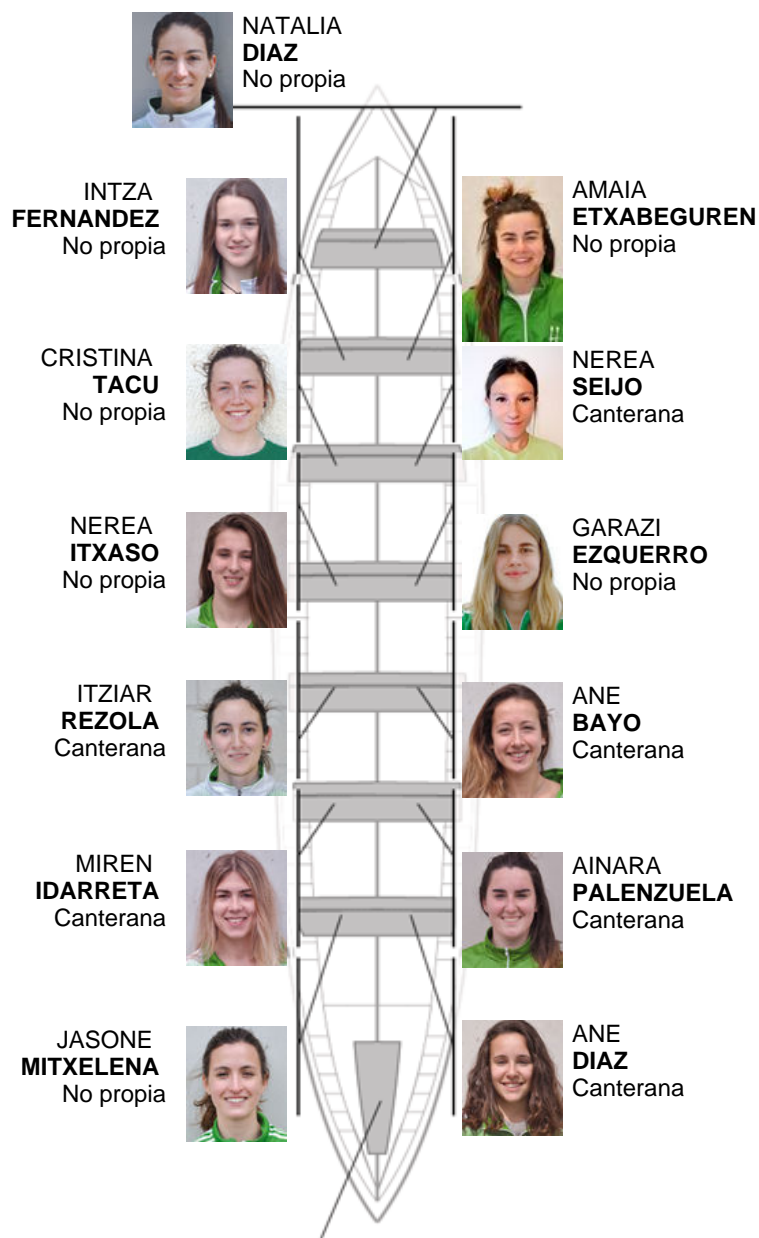 NATALIA
DIAZ
No propia
INTZA
FERNANDEZ
No propia
AMAIA
ETXABEGUREN
No propia
CRISTINA
TACU
No propia
NEREA
SEIJO
Canterana
NEREA
ITXASO
No propia
GARAZI
EZQUERRO
No propia
ITZIAR
REZOLA
Canterana
ANE
BAYO
Canterana
MIREN
IDARRETA
Canterana
AINARA
PALENZUELA
Canterana
JASONE
MITXELENA
No propia
ANE
DIAZ
Canterana